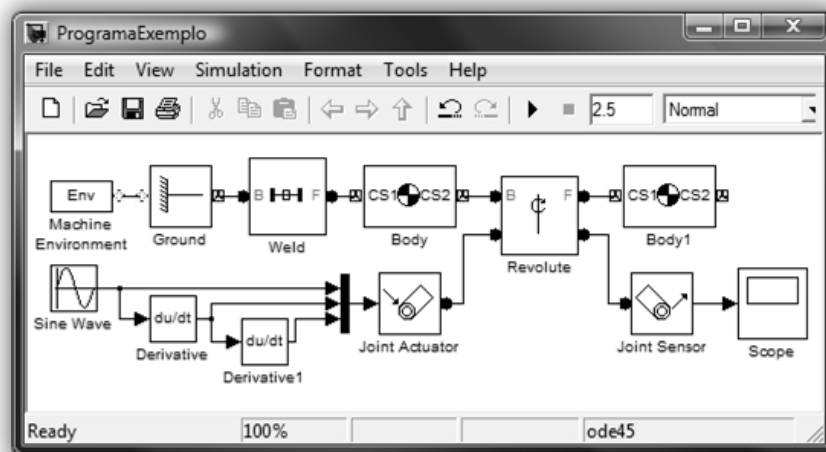 ProgramaExemplo
File Edit View Simulation Format Tools Help
2.5 Normal
Env
Machine
Environment
Ground
B F
Weld
CS1 CS2
Body
B F
Revolute
CS1 CS2
Body1
Sine Wave
du/dt
Derivative
du/dt
Derivative1
Joint Actuator
Joint Sensor
Scope
Ready 100% ode45